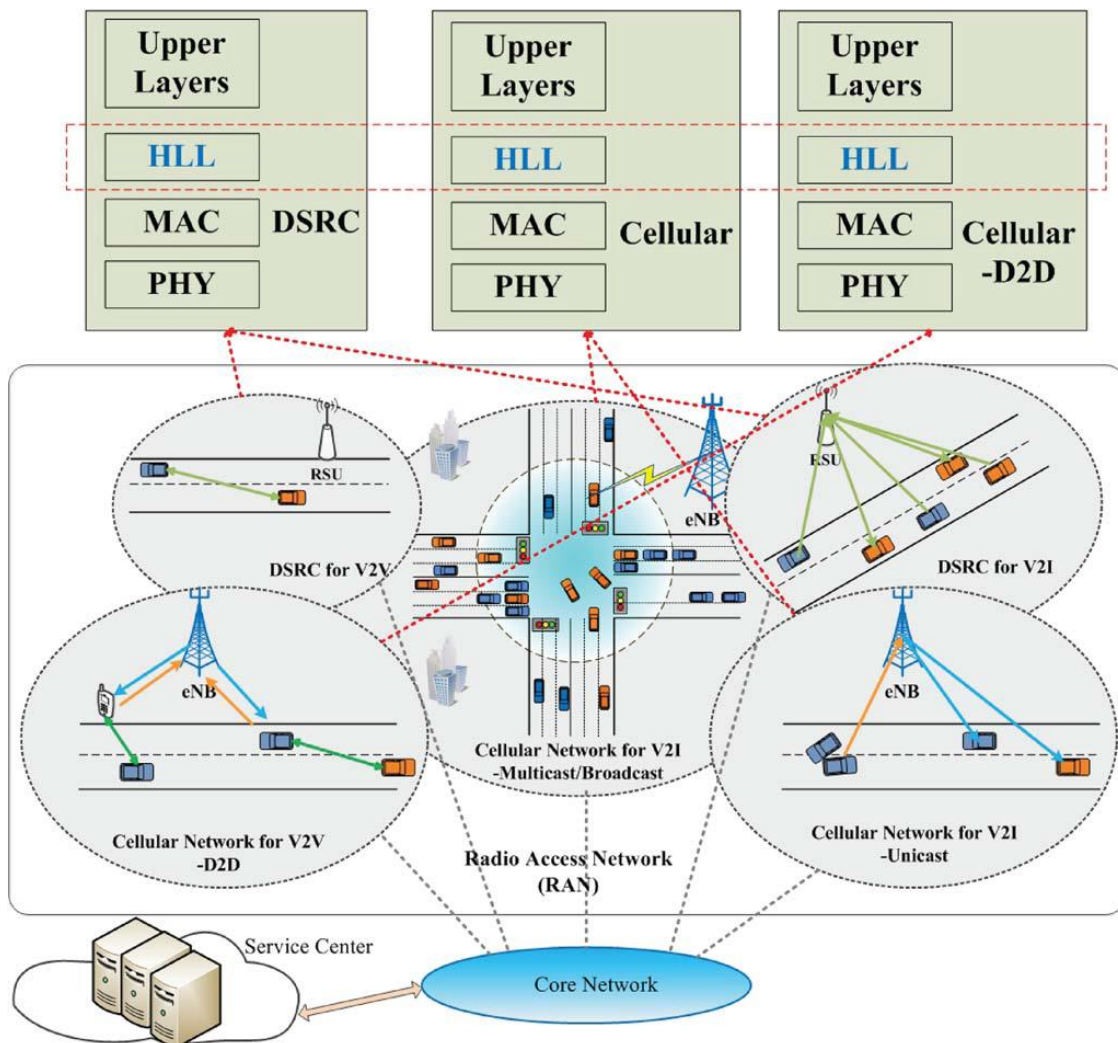 Upper
Layers
HLL
MAC
DSRC
PHY
Upper
Layers
HLL
MAC
Cellular
PHY
Upper
Layers
HLL
MAC
Cellular
-D2D
PHY
RSU
DSRC for V2V
eNB
Cellular Network for V2I
-Multicast/Broadcast
RSU
DSRC for V2I
eNB
Cellular Network for V2V
-D2D
eNB
Cellular Network for V2I
-Unicast
Radio Access Network
(RAN)
Service Center
Core Network